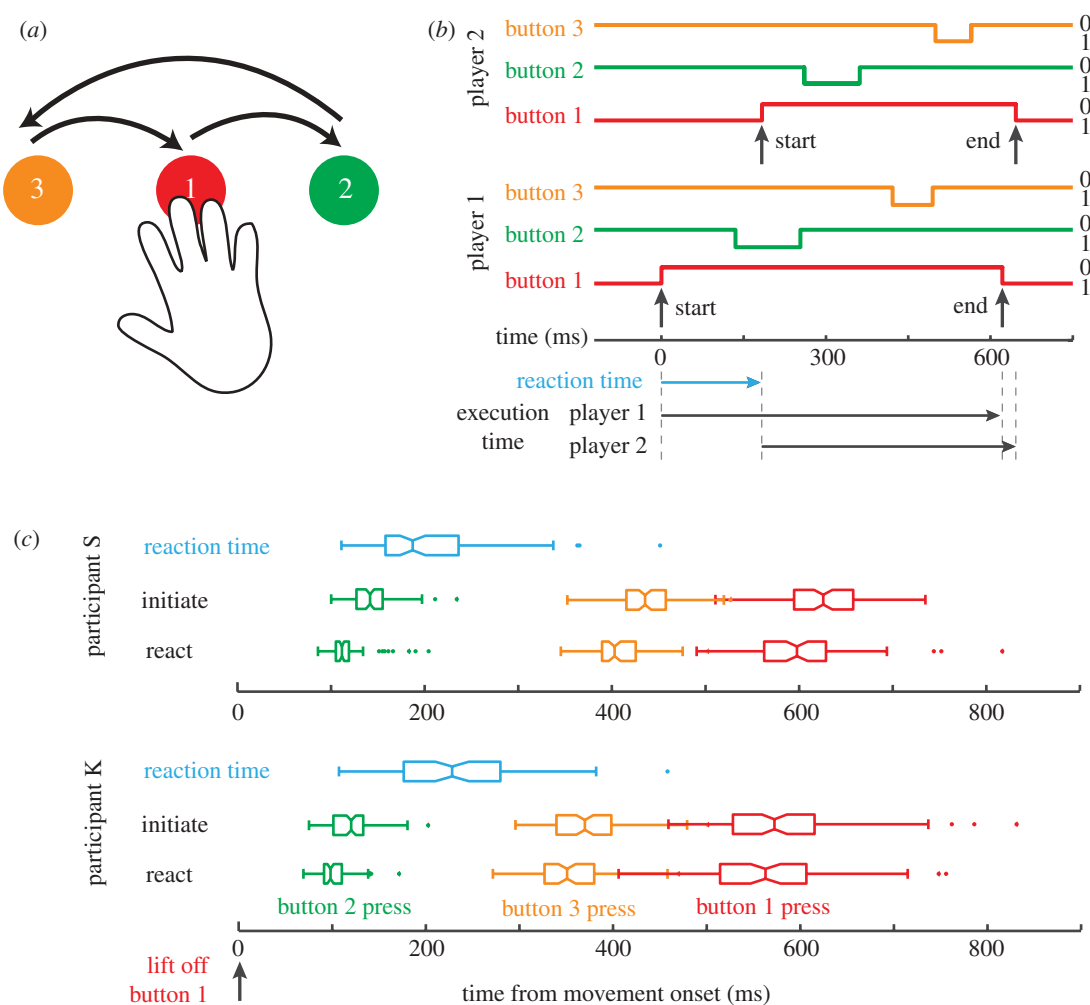 (a)
3
1
2
(b)
player 2
button 3
0
1
button 2
0
1
button 1
0
1
start
end
player 1
button 3
0
1
button 2
0
1
button 1
0
1
start
end
time (ms)
0
300
600
reaction time
execution
time
player 1
player 2
(c)
participant S
reaction time
initiate
react
0
200
400
600
800
participant K
reaction time
initiate
react
button 2 press
button 3 press
button 1 press
0
200
400
600
800
lift off
button 1
time from movement onset (ms)